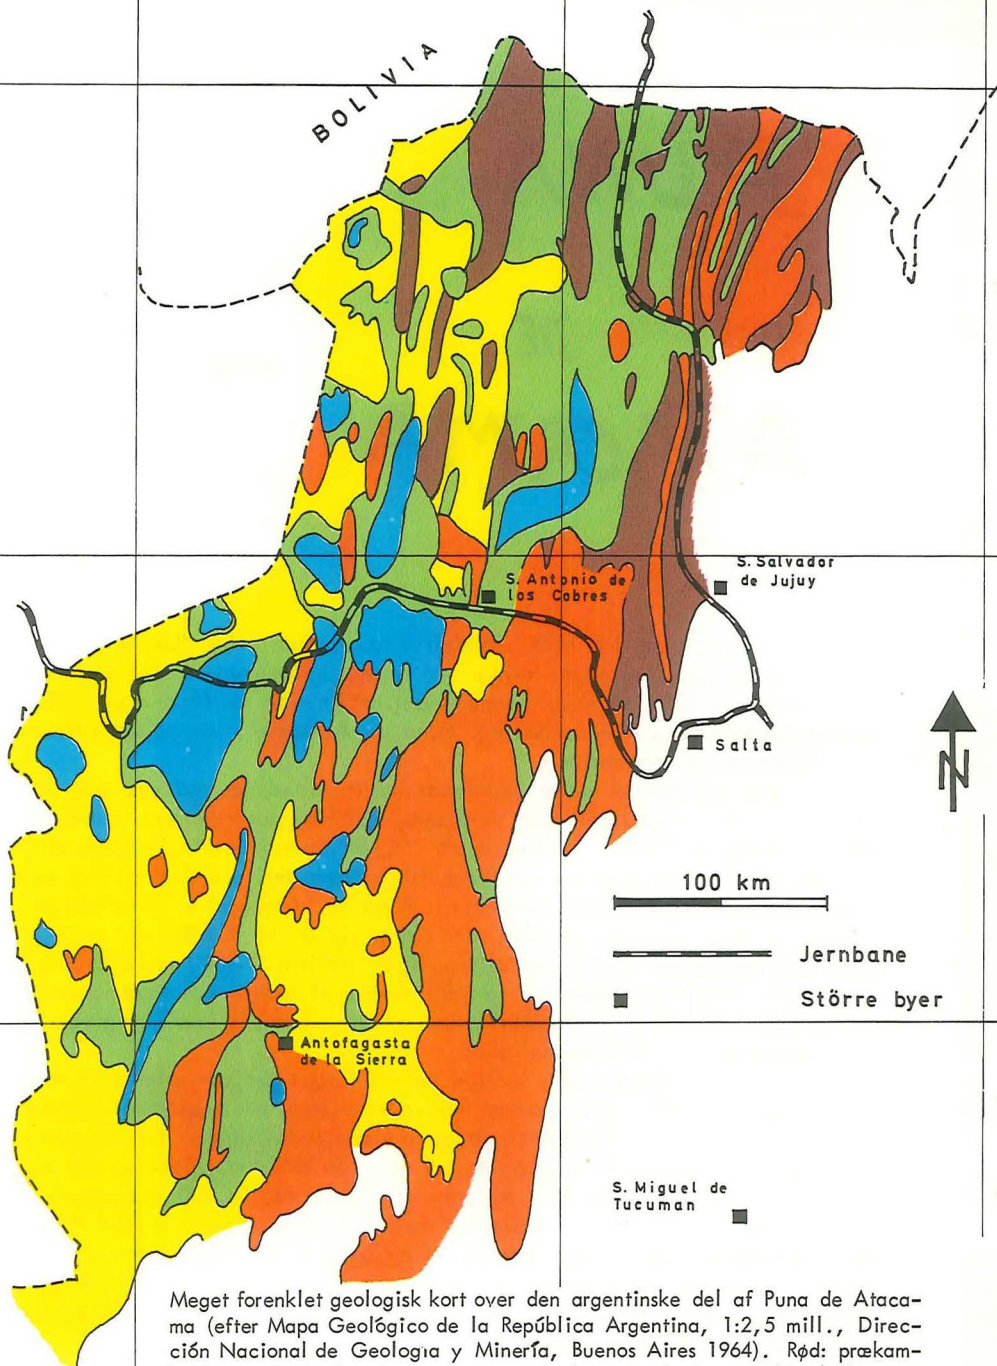 BOLIVIA
S. Antonio de
los Cobres
S. Salvador
de Jujuy
Salta
N
100 km
Jernbane
Större byer
Antofagasta
de la Sierra
S. Miguel de
Tucuman
Meget forenklet geologisk kort over den argentinske del af Puna de Ataca-
ma (efter Mapa Geológico de la República Argentina, 1:2,5 mill., Direc-
ción Nacional de Geologia y Minería, Buenos Aires 1964). Rød: prækam-